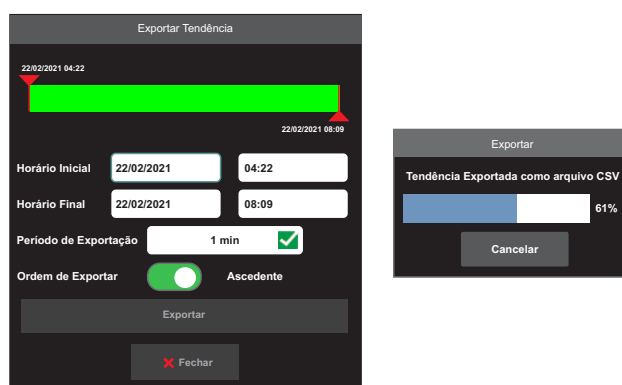 Exportar Tendência
22/02/2021 04:22
22/02/2021 08:09
Horário Inicial 22/02/2021 04:22
Horário Final 22/02/2021 08:09
Período de Exportação 1 min
Ordem de Exportar Ascedente
Exportar
Fechar
Exportar
Tendência Exportada como arquivo CSV
61%
Cancelar